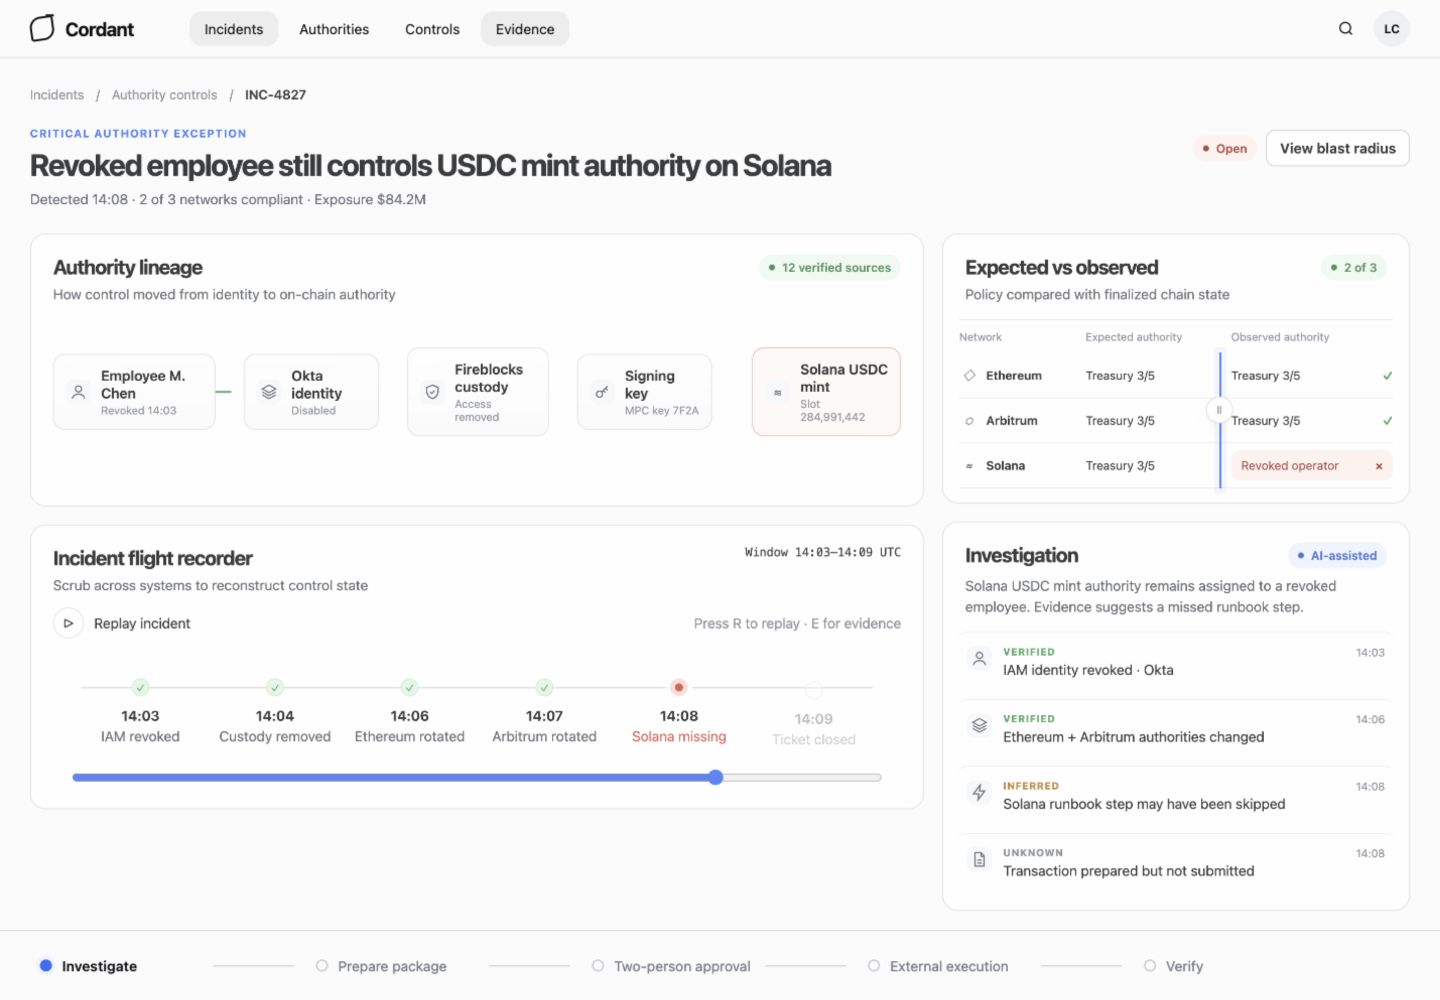 Cordant
Incidents
Authorities
Controls
Evidence
LC
Incidents / Authority controls / INC-4827
CRITICAL AUTHORITY EXCEPTION
Revoked employee still controls USDC mint authority on Solana
Detected 14:08 · 2 of 3 networks compliant · Exposure $84.2M
Open
View blast radius
Authority lineage
12 verified sources
How control moved from identity to on-chain authority
Employee M.
Chen
Revoked 14:03
Okta
identity
Disabled
Fireblocks
custody
Access
removed
Signing
key
MPC key 7F2A
Solana USDC
mint
Slot
284,991,442
Expected vs observed
2 of 3
Policy compared with finalized chain state
Network Expected authority Observed authority
Ethereum Treasury 3/5 Treasury 3/5
Arbitrum Treasury 3/5 Treasury 3/5
Solana Treasury 3/5 Revoked operator
Incident flight recorder
Window 14:03–14:09 UTC
Scrub across systems to reconstruct control state
Replay incident
Press R to replay · E for evidence
14:03
IAM revoked
14:04
Custody removed
14:06
Ethereum rotated
14:07
Arbitrum rotated
14:08
Solana missing
14:09
Ticket closed
Investigation
AI-assisted
Solana USDC mint authority remains assigned to a revoked
employee. Evidence suggests a missed runbook step.
VERIFIED
14:03
IAM identity revoked · Okta
VERIFIED
14:06
Ethereum + Arbitrum authorities changed
INFERRED
14:08
Solana runbook step may have been skipped
UNKNOWN
14:08
Transaction prepared but not submitted
Investigate
Prepare package
Two-person approval
External execution
Verify